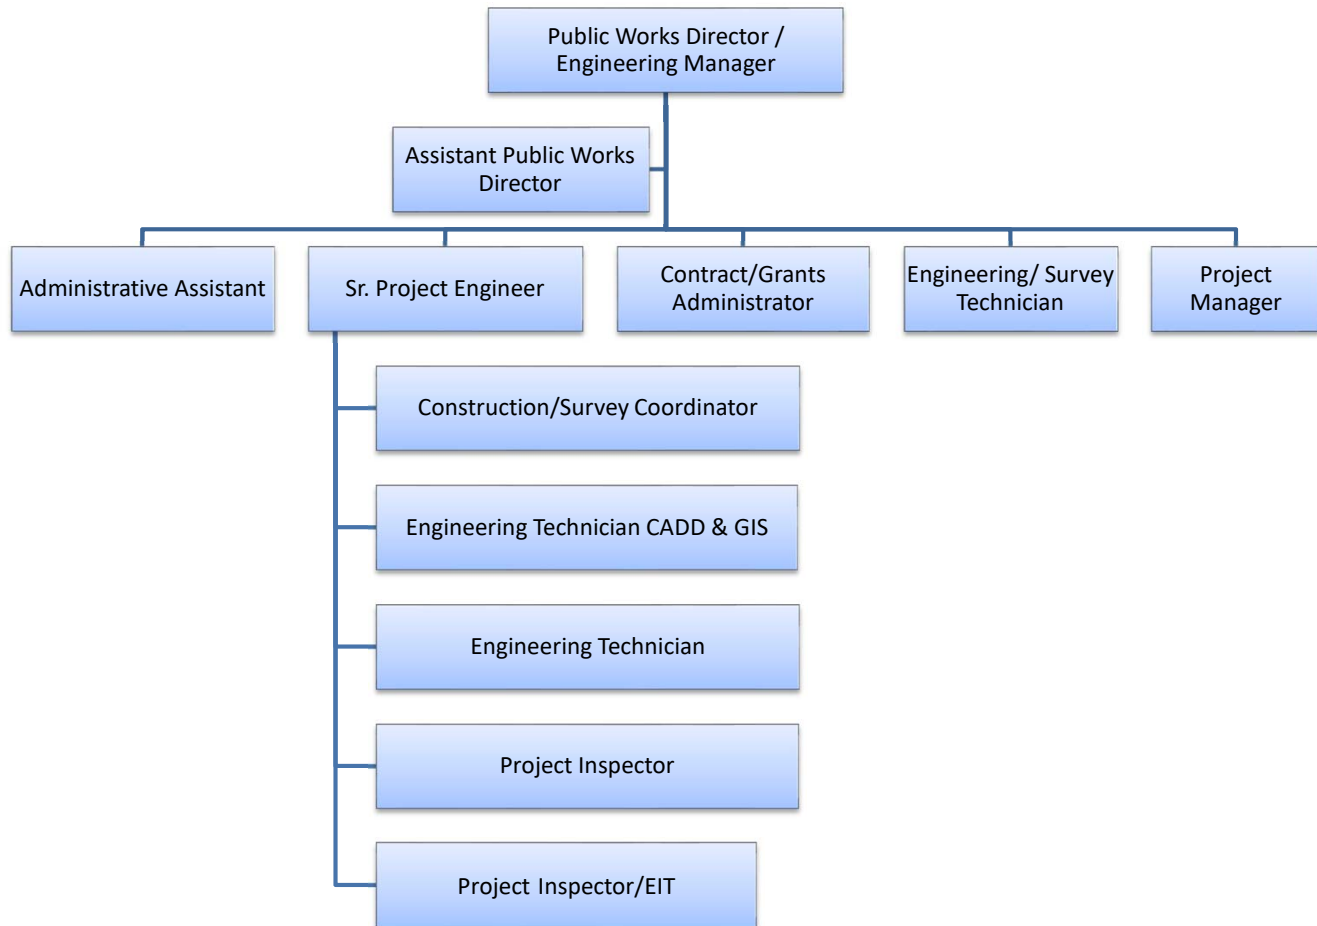 Public Works Director /
Engineering Manager
Assistant Public Works
Director
Administrative Assistant
Sr. Project Engineer
Contract/Grants
Administrator
Engineering/ Survey
Technician
Project
Manager
Construction/Survey Coordinator
Engineering Technician CADD & GIS
Engineering Technician
Project Inspector
Project Inspector/EIT